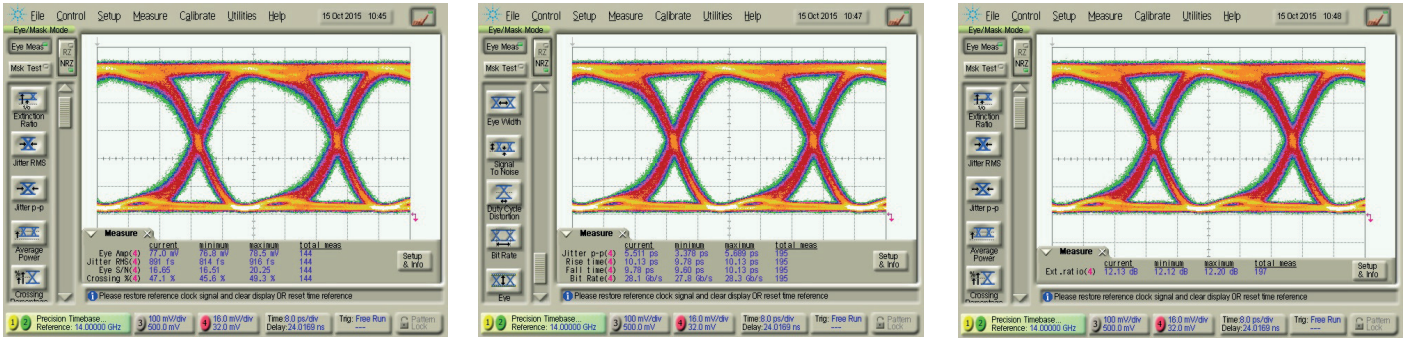 File Control Setup Measure Calibrate Utilities Help 15 Oct 2015 10:45
Eye/Mask Mode
Eye Meas
Msk Test
RZ
NRZ
Extinction
Ratio
Jitter RMS
Jitter p-p
Average
Power
Crossing
Measure
current minimum maximum total meas
Eye Amp(4) 77.0 mV 76.8 mV 78.5 mV 144
Jitter RMS(4) 891 fs 814 fs 916 fs 144
Eye S/N(4) 16.65 16.51 20.25 144
Crossing %(4) 47.1 % 45.6 % 49.3 % 144
Setup
& Info
Please restore reference clock signal and clear display OR reset time reference
1 2 Precision Timebase...
Reference: 14.00000 GHz
3 100 mV/div
500.0 mV
4 16.0 mV/div
32.0 mV
Time:8.0 ps/div
Delay:24.0169 ns
Trig: Free Run
---
Pattern
Lock
File Control Setup Measure Calibrate Utilities Help 15 Oct 2015 10:47
Eye/Mask Mode
Eye Meas
Msk Test
RZ
NRZ
Eye Width
Signal
To Noise
Duty Cycle
Distortion
Bit Rate
Eye
Measure
current minimum maximum total meas
Jitter p-p(4) 5.511 ps 3.378 ps 5.689 ps 195
Rise time(4) 10.13 ps 9.78 ps 10.13 ps 195
Fall time(4) 9.78 ps 9.60 ps 10.13 ps 195
Bit Rate(4) 28.1 Gb/s 27.8 Gb/s 28.3 Gb/s 195
Setup
& Info
Please restore reference clock signal and clear display OR reset time reference
1 2 Precision Timebase...
Reference: 14.00000 GHz
3 100 mV/div
500.0 mV
4 16.0 mV/div
32.0 mV
Time:8.0 ps/div
Delay:24.0169 ns
Trig: Free Run
---
Pattern
Lock
File Control Setup Measure Calibrate Utilities Help 15 Oct 2015 10:48
Eye/Mask Mode
Eye Meas
Msk Test
RZ
NRZ
Extinction
Ratio
Jitter RMS
Jitter p-p
Average
Power
Crossing
Measure
current minimum maximum total meas
Ext.ratio(4) 12.13 dB 12.12 dB 12.20 dB 197
Setup
& Info
Please restore reference clock signal and clear display OR reset time reference
1 2 Precision Timebase...
Reference: 14.00000 GHz
3 100 mV/div
500.0 mV
4 16.0 mV/div
32.0 mV
Time:8.0 ps/div
Delay:24.0169 ns
Trig: Free Run
---
Pattern
Lock